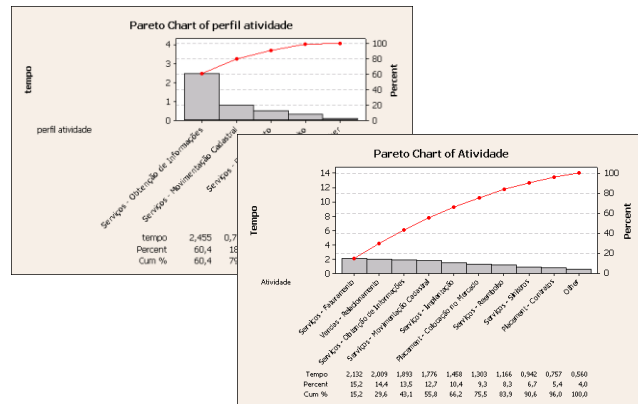 Pareto Chart of perfil atividade
4
3
2
1
0
tempo
100
80
60
40
20
0
Percent
perfil atividade
Serviços - Obtenção de Informações
Serviços - Movimentação Cadastral
tempo 2,455
Percent 60,4
Cum % 60,4
Pareto Chart of Atividade
14
12
10
8
6
4
2
0
Tempo
100
80
60
40
20
0
Percent
Atividade
Serviços - Faturamento
Vendas - Relacionamento
Serviços - Obtenção de Informações
Serviços - Movimentação Cadastral
Serviços - Implantação
Placament - Colocação no Mercado
Serviços - Reembolso
Serviços - Sinistros
Placament - Contratos
Other
Tempo 2,132 2,009 1,893 1,776 1,458 1,303 1,166 0,942 0,757 0,560
Percent 15,2 14,4 13,5 12,7 10,4 9,3 8,3 6,7 5,4 4,0
Cum % 15,2 29,6 43,1 55,8 66,2 75,5 83,9 90,6 96,0 100,0